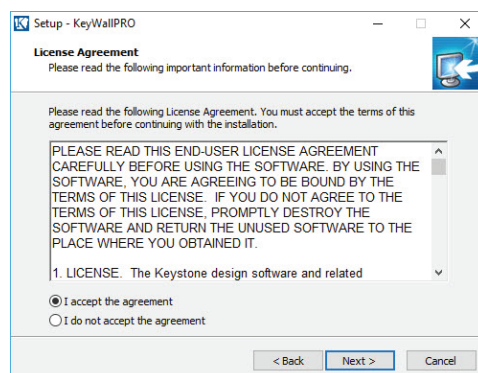 Setup - KeyWallPRO
License Agreement
Please read the following important information before continuing.
Please read the following License Agreement. You must accept the terms of this
agreement before continuing with the installation.
PLEASE READ THIS END-USER LICENSE AGREEMENT
CAREFULLY BEFORE USING THE SOFTWARE. BY USING THE
SOFTWARE, YOU ARE AGREEING TO BE BOUND BY THE
TERMS OF THIS LICENSE. IF YOU DO NOT AGREE TO THE
TERMS OF THIS LICENSE, PROMPTLY DESTROY THE
SOFTWARE AND RETURN THE UNUSED SOFTWARE TO THE
PLACE WHERE YOU OBTAINED IT.
1. LICENSE. The Keystone design software and related
I accept the agreement
I do not accept the agreement
< Back Next > Cancel